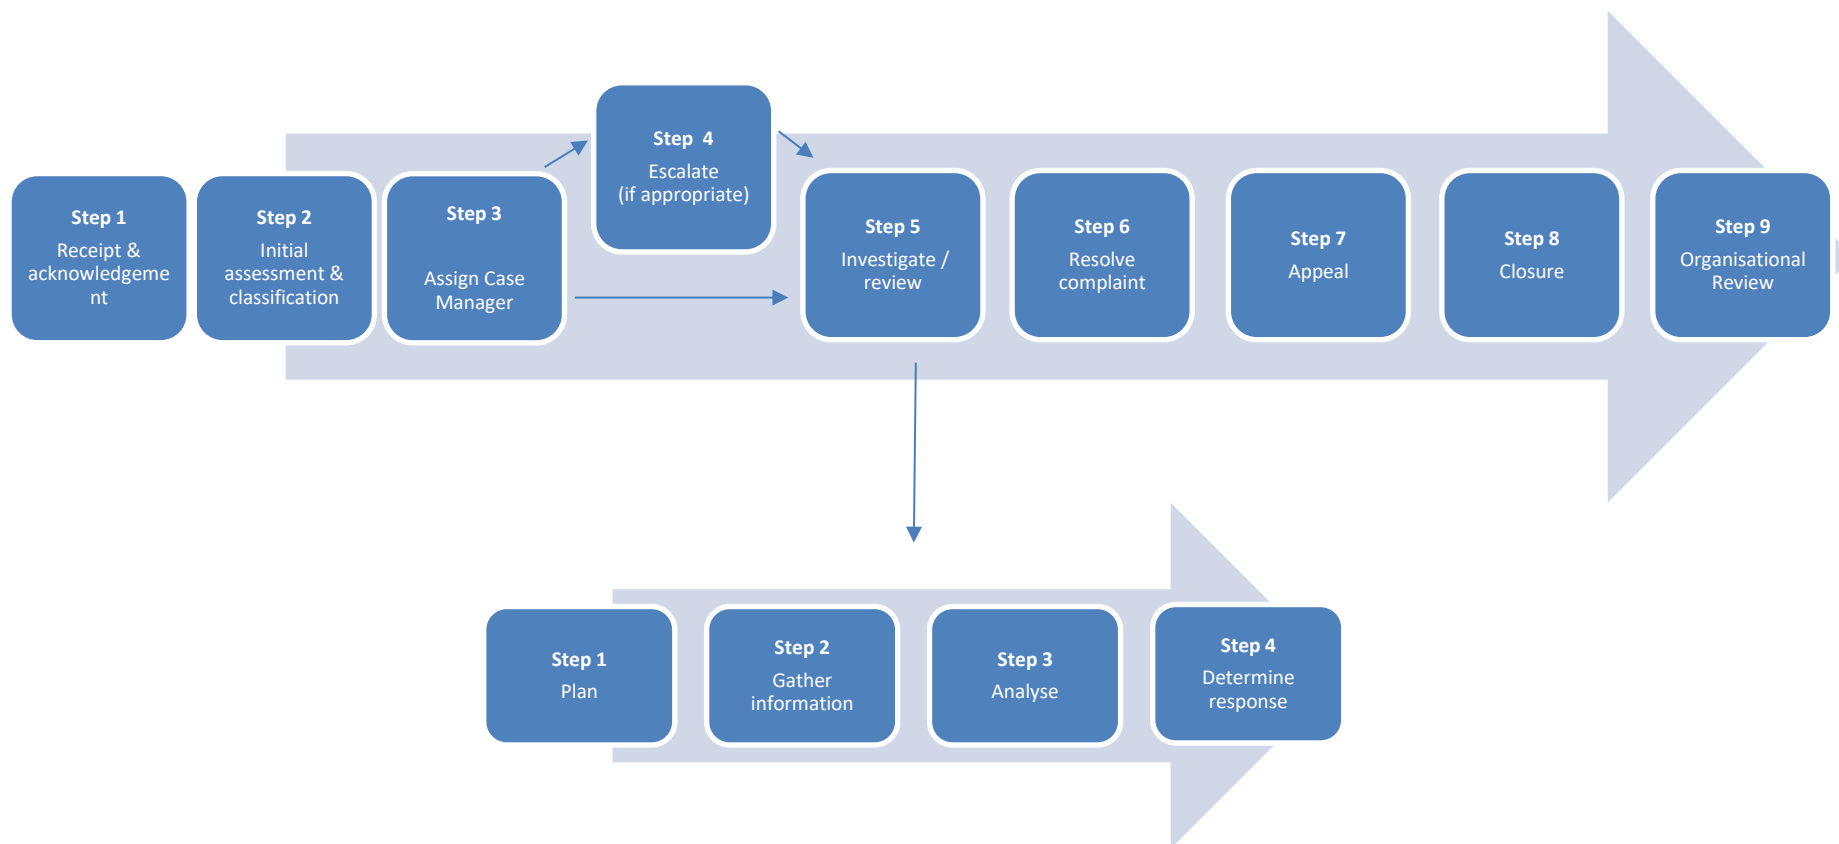 Step 1
Receipt &
acknowledgeme
nt
Step 2
Initial
assessment &
classification
Step 3
Assign Case
Manager
Step 4
Escalate
(if appropriate)
Step 5
Investigate /
review
Step 6
Resolve
complaint
Step 7
Appeal
Step 8
Closure
Step 9
Organisational
Review
Step 1
Plan
Step 2
Gather
information
Step 3
Analyse
Step 4
Determine
response